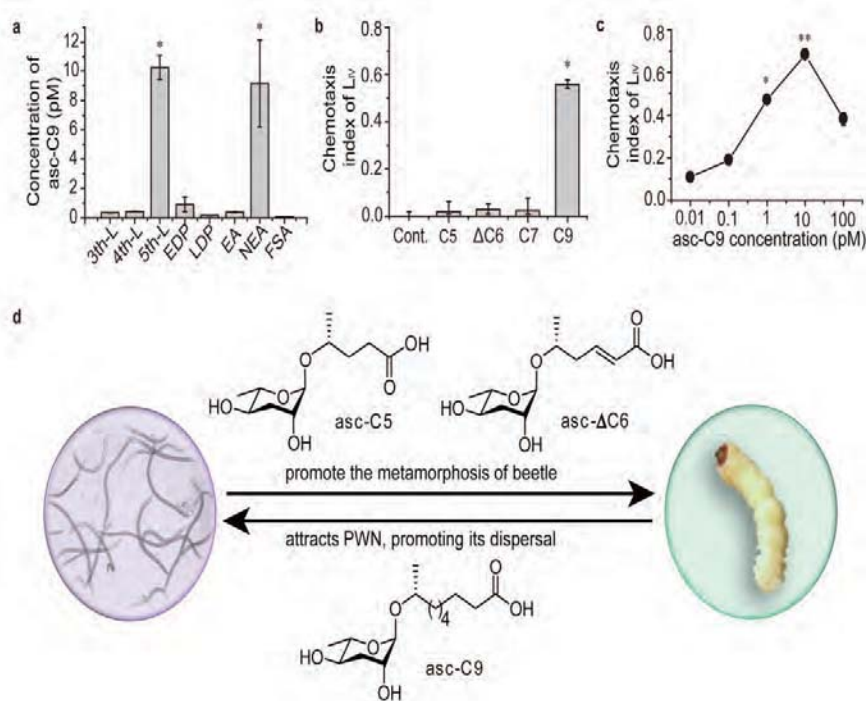 a
Concentration of
asc-C9 (pM)
12
10
8
6
4
2
0
*
*
3th-L
4th-L
5th-L
EDP
LDP
EA
NEA
FSA
b
Chemotaxis
index of LIV
0.8
0.6
0.4
0.2
0.0
*
Cont. C5 ΔC6 C7 C9
c
Chemotaxis
index of LIV
0.8
0.6
0.4
0.2
0.0
*
**
0.01 0.1 1 10 100
asc-C9 concentration (pM)
d
O
OH
O
O
HO
OH
asc-C5
O
OH
O
O
HO
OH
asc-ΔC6
promote the metamorphosis of beetle
attracts PWN, promoting its dispersal
O
OH
O
4
O
HO
OH
asc-C9